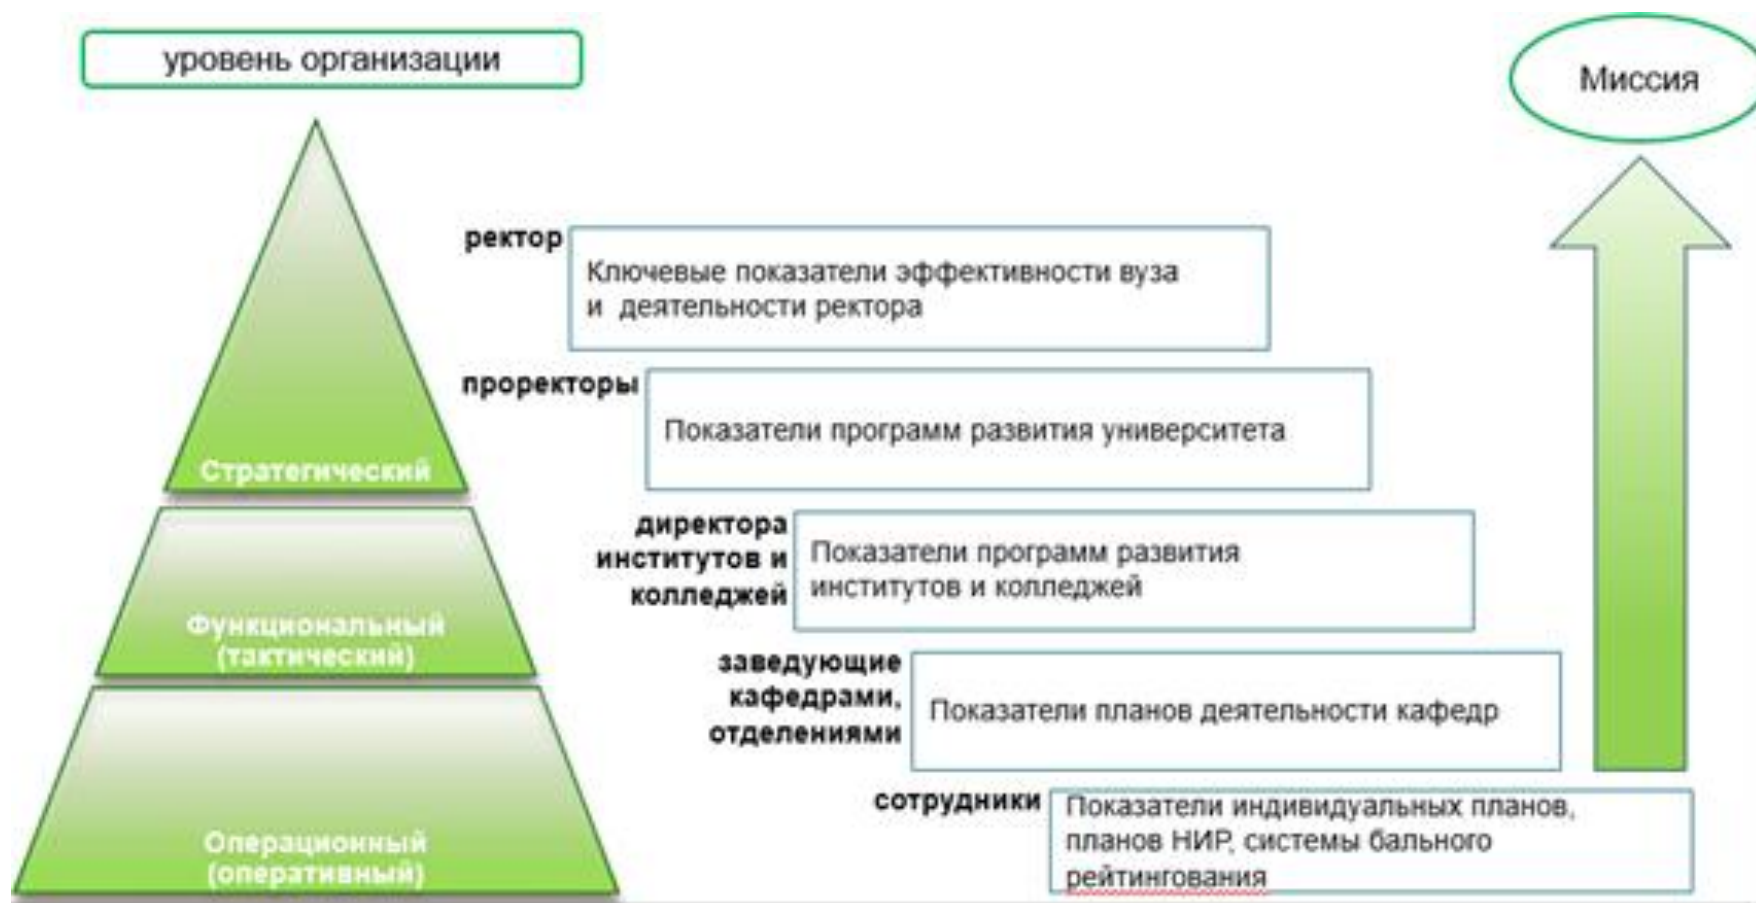 уровень организации
Миссия
ректор
Ключевые показатели эффективности вуза
и деятельности ректора
проректоры
Показатели программ развития университета
Стратегический
директора
институтов и
колледжей
Показатели программ развития
институтов и колледжей
Функциональный
(тактический)
заведующие
кафедрами,
отделениями
Показатели планов деятельности кафедр
сотрудники
Показатели индивидуальных планов,
планов НИР, системы бального
рейтингования
Операционный
(оперативный)